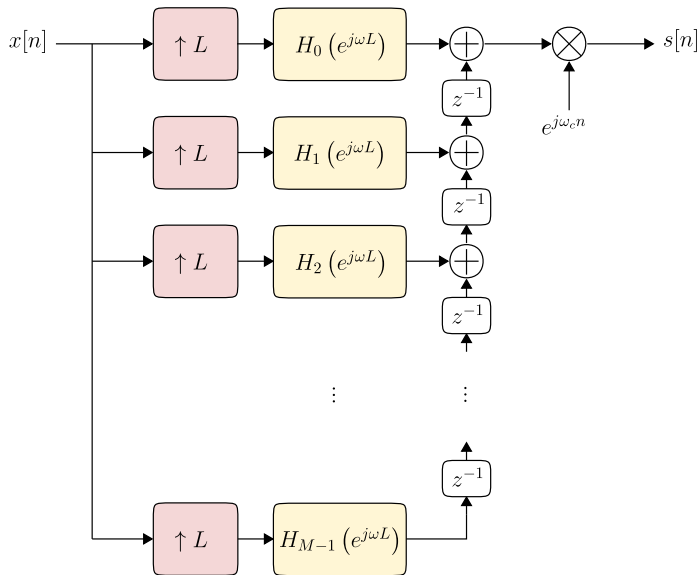 x[n] ↑ L H_0 (e^{jωL}) s[n]
z^{-1}
e^{jω_c n}
↑ L H_1 (e^{jωL})
z^{-1}
↑ L H_2 (e^{jωL})
z^{-1}
⋮ ⋮
z^{-1}
↑ L H_{M-1} (e^{jωL})